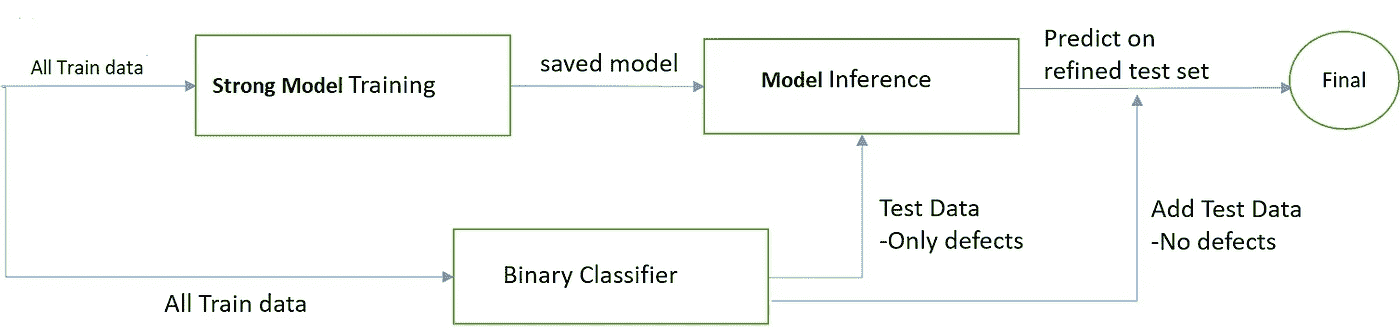 All Train data
Strong Model Training
saved model
Model Inference
Predict on
refined test set
Final
Test Data
-Only defects
Add Test Data
-No defects
Binary Classifier
All Train data